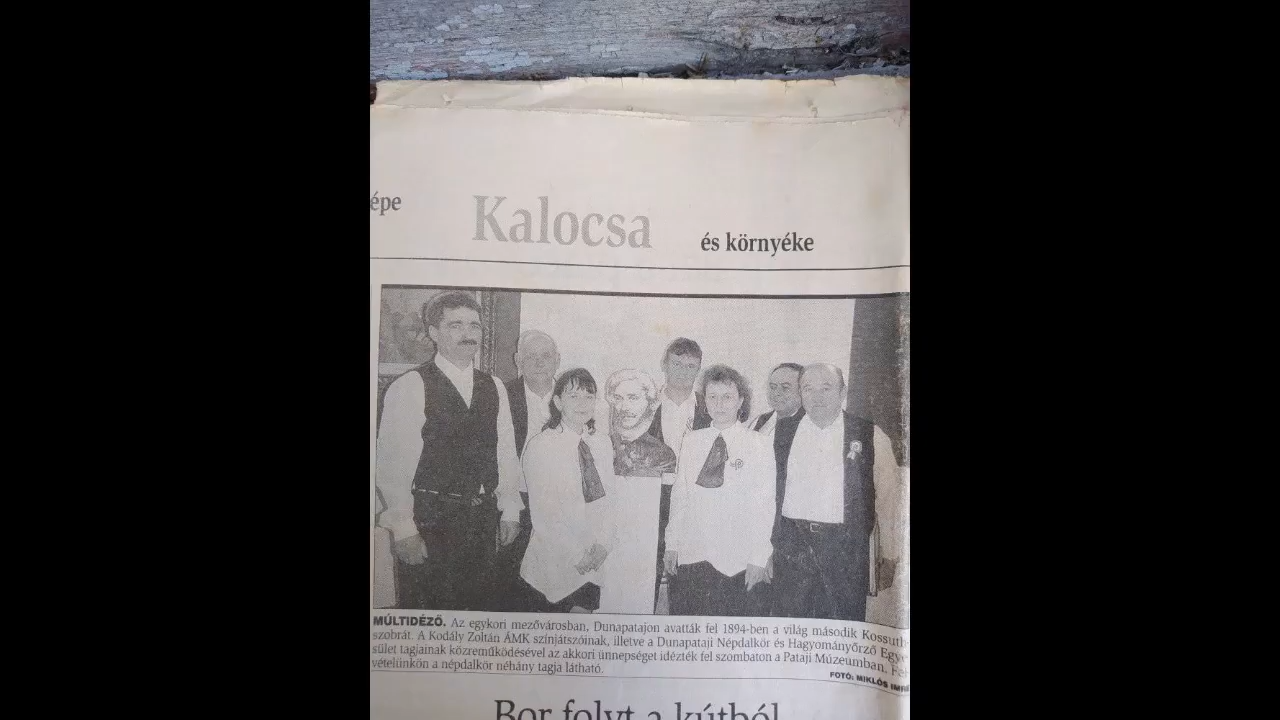 épe
Kalocsa
és környéke
MÚLTIDÉZŐ. Az egykori mezővárosban, Dunapatajon avatták fel 1894-ben a világ második Kossuth-
szobrát. A Kodály Zoltán ÁMK színjátszóinak, illetve a Dunapataji Népdalkör és Hagyományőrző Egye-
sület tagjainak közreműködésével az akkori ünnepséget idézték fel szombaton a Pataji Múzeumban.
vételünkön a népdalkör néhány tagja látható.
FOTÓ: MIKLÓS IMRE
Bor folyt a kútból